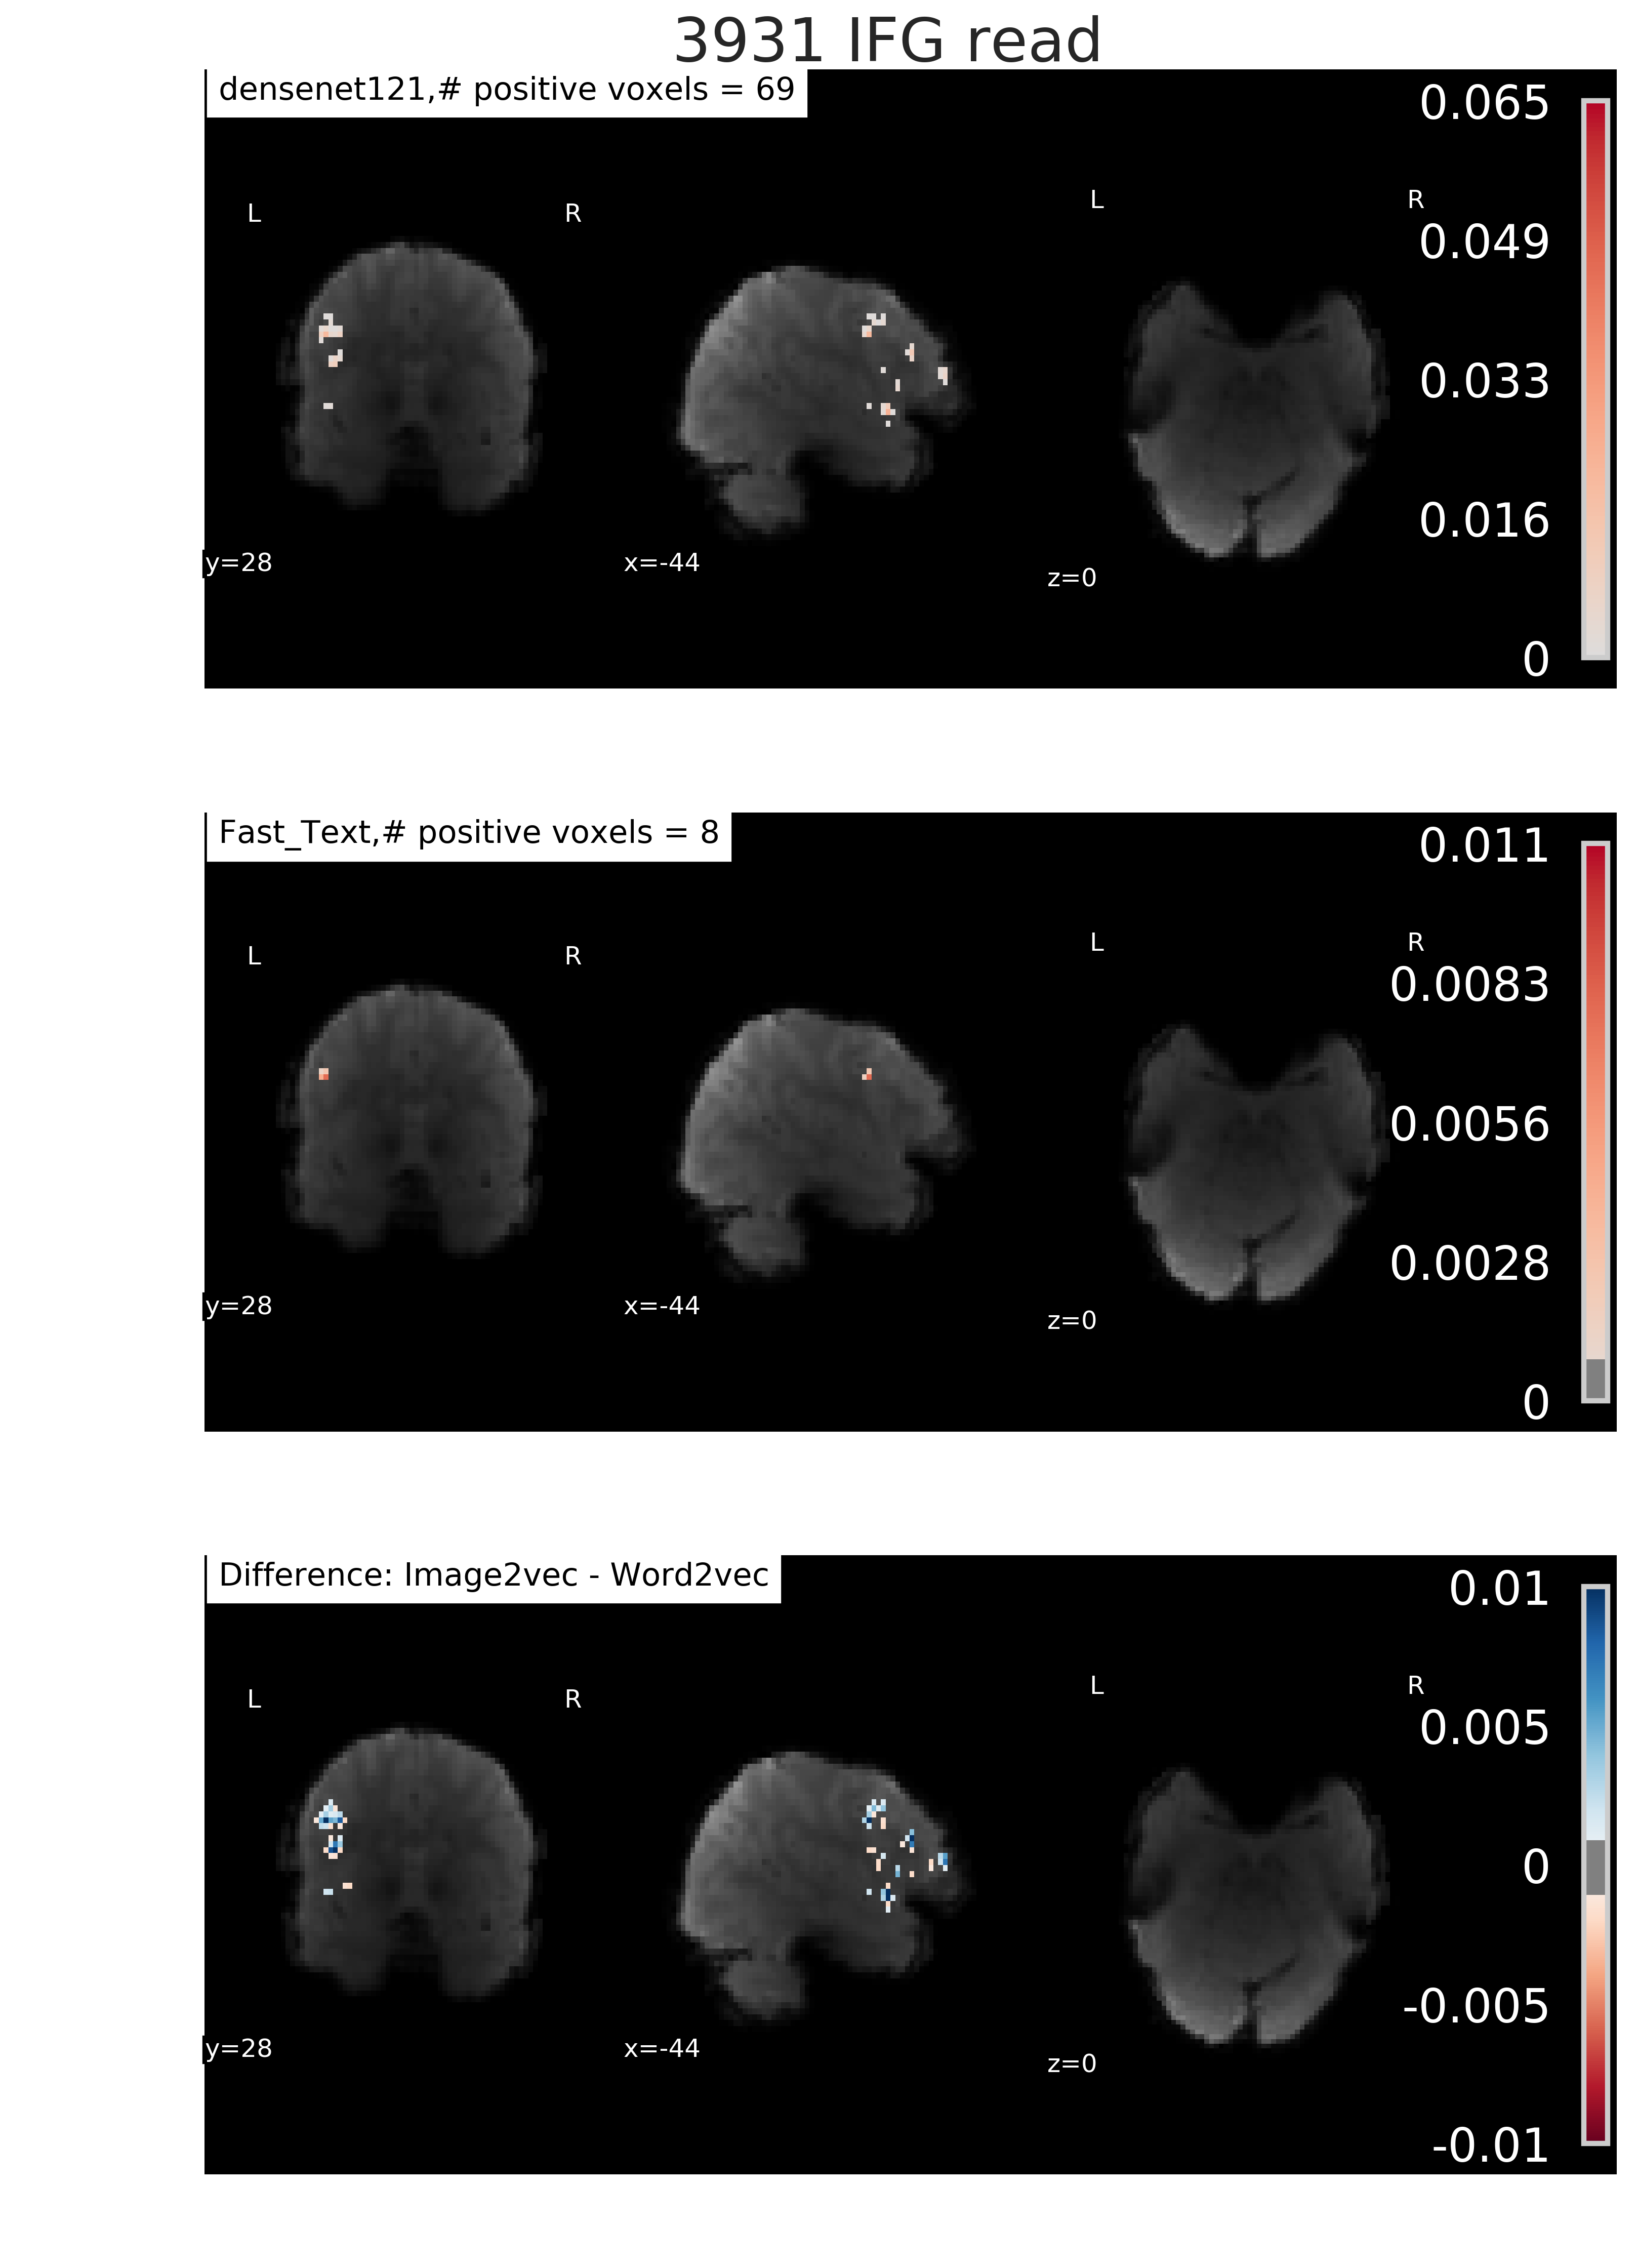 3931 IFG read
densenet121,# positive voxels = 69
0.065
L R L R
0.049
0.033
0.016
y=28 x=-44 z=0
0
Fast_Text,# positive voxels = 8
0.011
L R L R
0.0083
0.0056
0.0028
y=28 x=-44 z=0
0
Difference: Image2vec - Word2vec
0.01
L R L R
0.005
0
-0.005
y=28 x=-44 z=0
-0.01